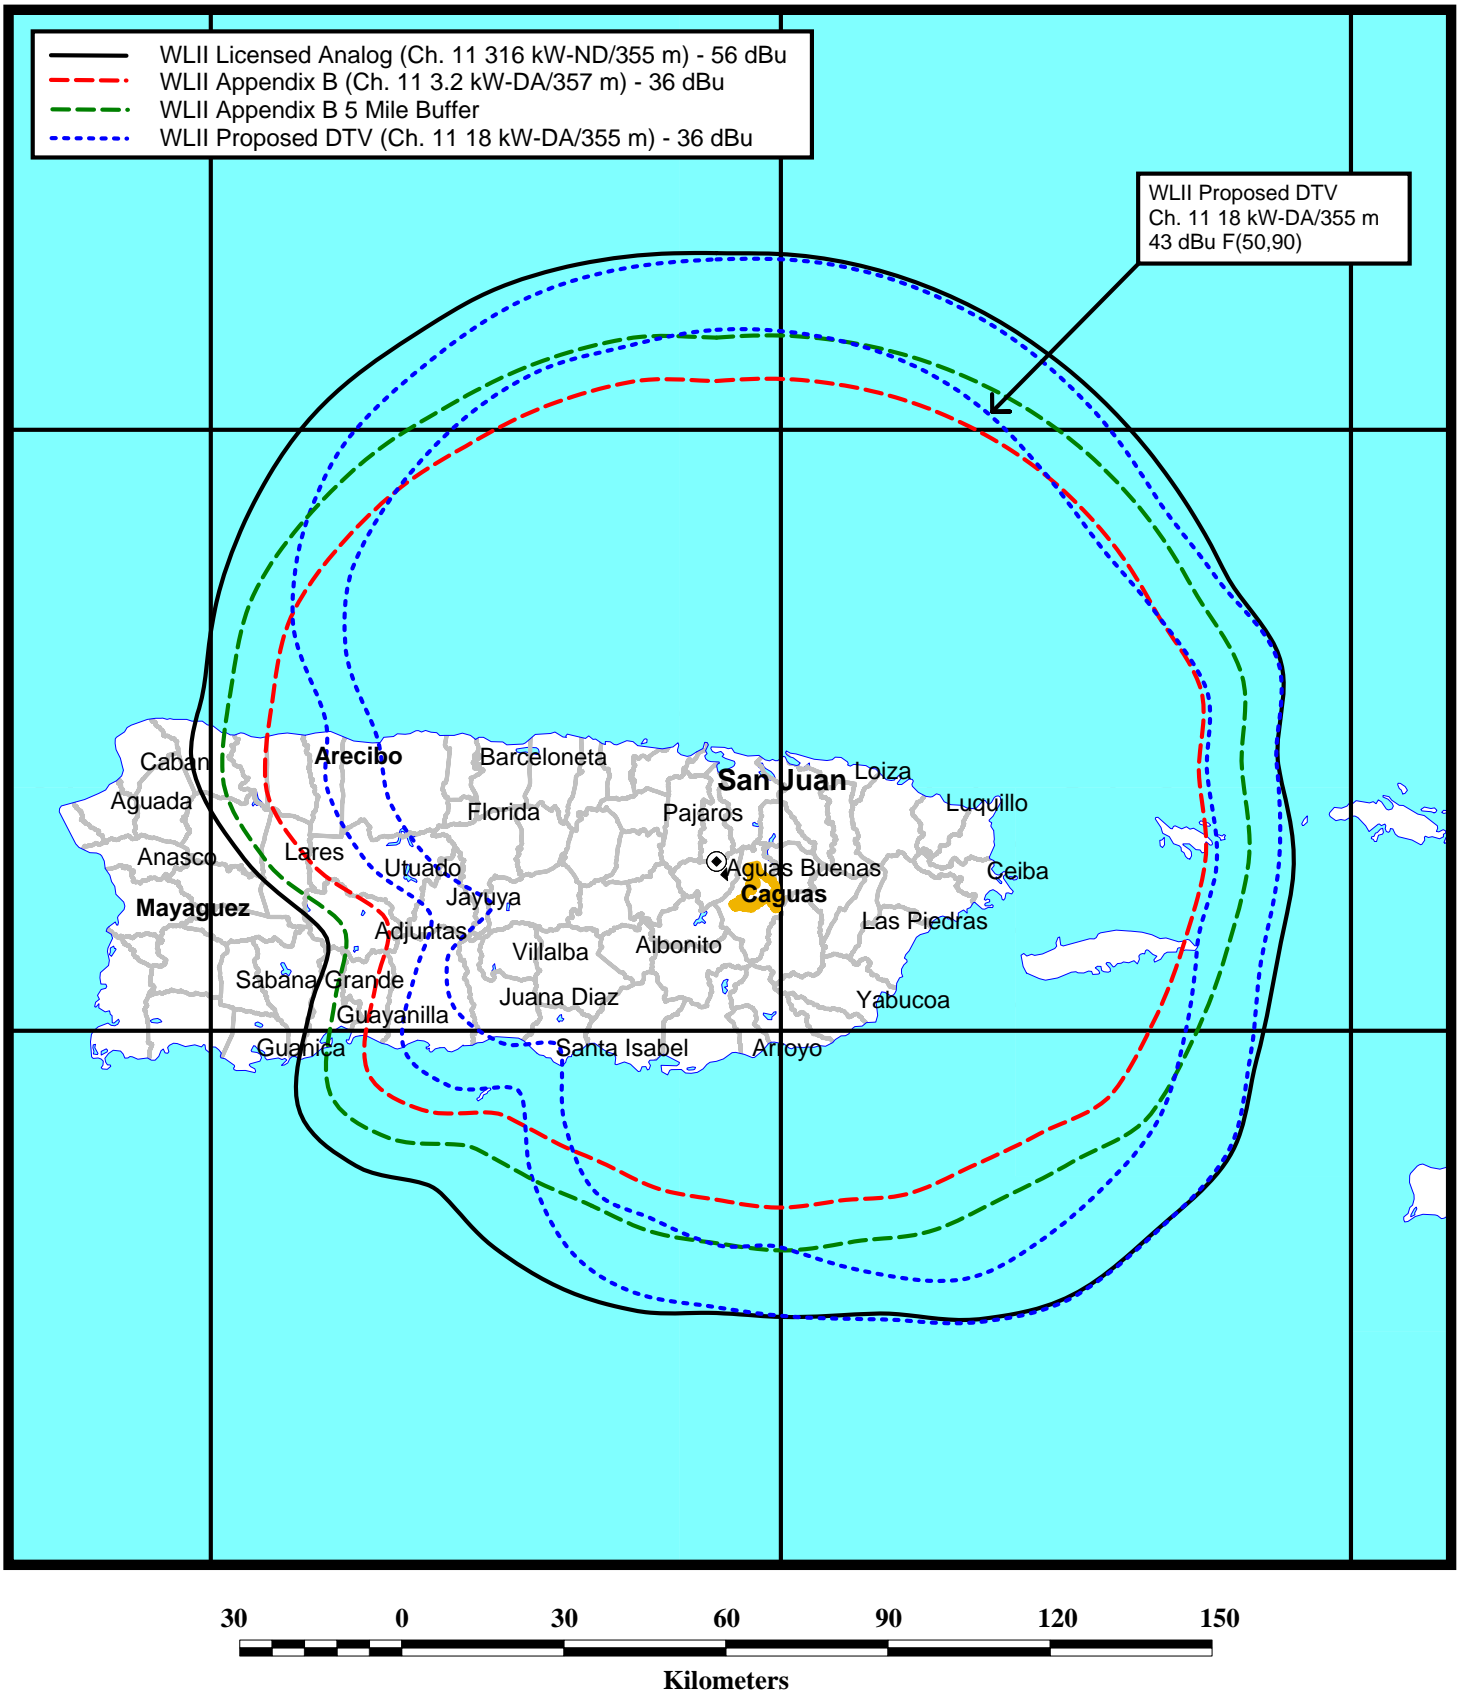 WLII Licensed Analog (Ch. 11 316 kW-ND/355 m) - 56 dBu
WLII Appendix B (Ch. 11 3.2 kW-DA/357 m) - 36 dBu
WLII Appendix B 5 Mile Buffer
WLII Proposed DTV (Ch. 11 18 kW-DA/355 m) - 36 dBu
WLII Proposed DTV
Ch. 11 18 kW-DA/355 m
43 dBu F(50,90)
Caban
Arecibo
Barceloneta
San Juan
Loiza
Aguada
Florida
Pajaros
Luquillo
Anasco
Lares
Utuado
Aguas Buenas
Ceiba
Mayaguez
Jayuya
Caguas
Adjuntas
Villalba
Aibonito
Las Piedras
Sabana Grande
Juana Diaz
Yabucoa
Guayanilla
Guanica
Santa Isabel
Arroyo
30 0 30 60 90 120 150
Kilometers